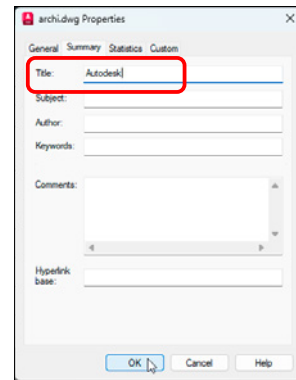 archi.dwg Properties
General Summary Statistics Custom
Title: Autodesk
Subject:
Author:
Keywords:
Comments:
Hyperlink
base:
OK Cancel Help